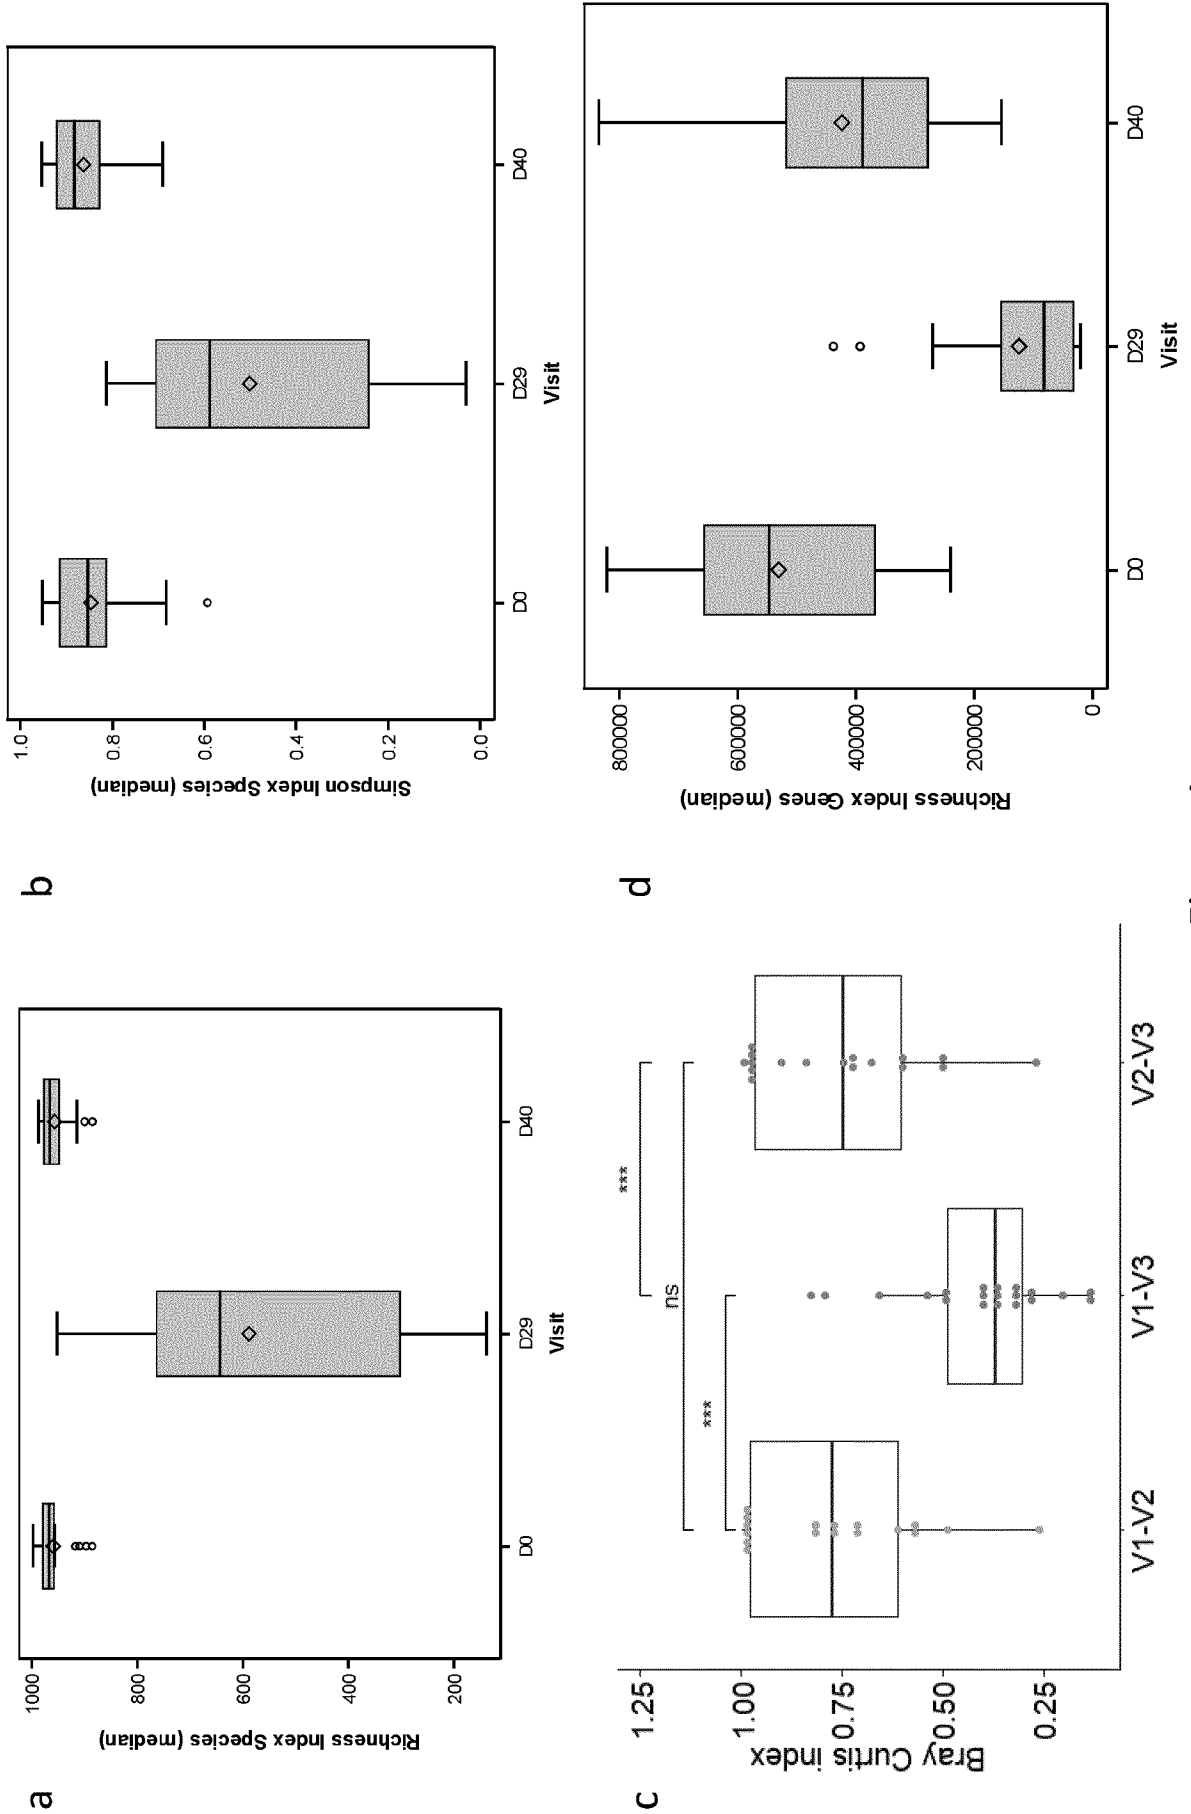 a
Richness Index Species (median)
1000
800
600
400
200
D0
D29
D40
Visit
b
Simpson Index Species (median)
1.0
0.8
0.6
0.4
0.2
0.0
D0
D29
D40
Visit
c
Bray Curtis index
1.25
1.00
0.75
0.50
0.25
***
ns
***
V1-V2
V1-V3
V2-V3
d
Richness Index Genes (median)
800000
600000
400000
200000
0
D0
D29
D40
Visit